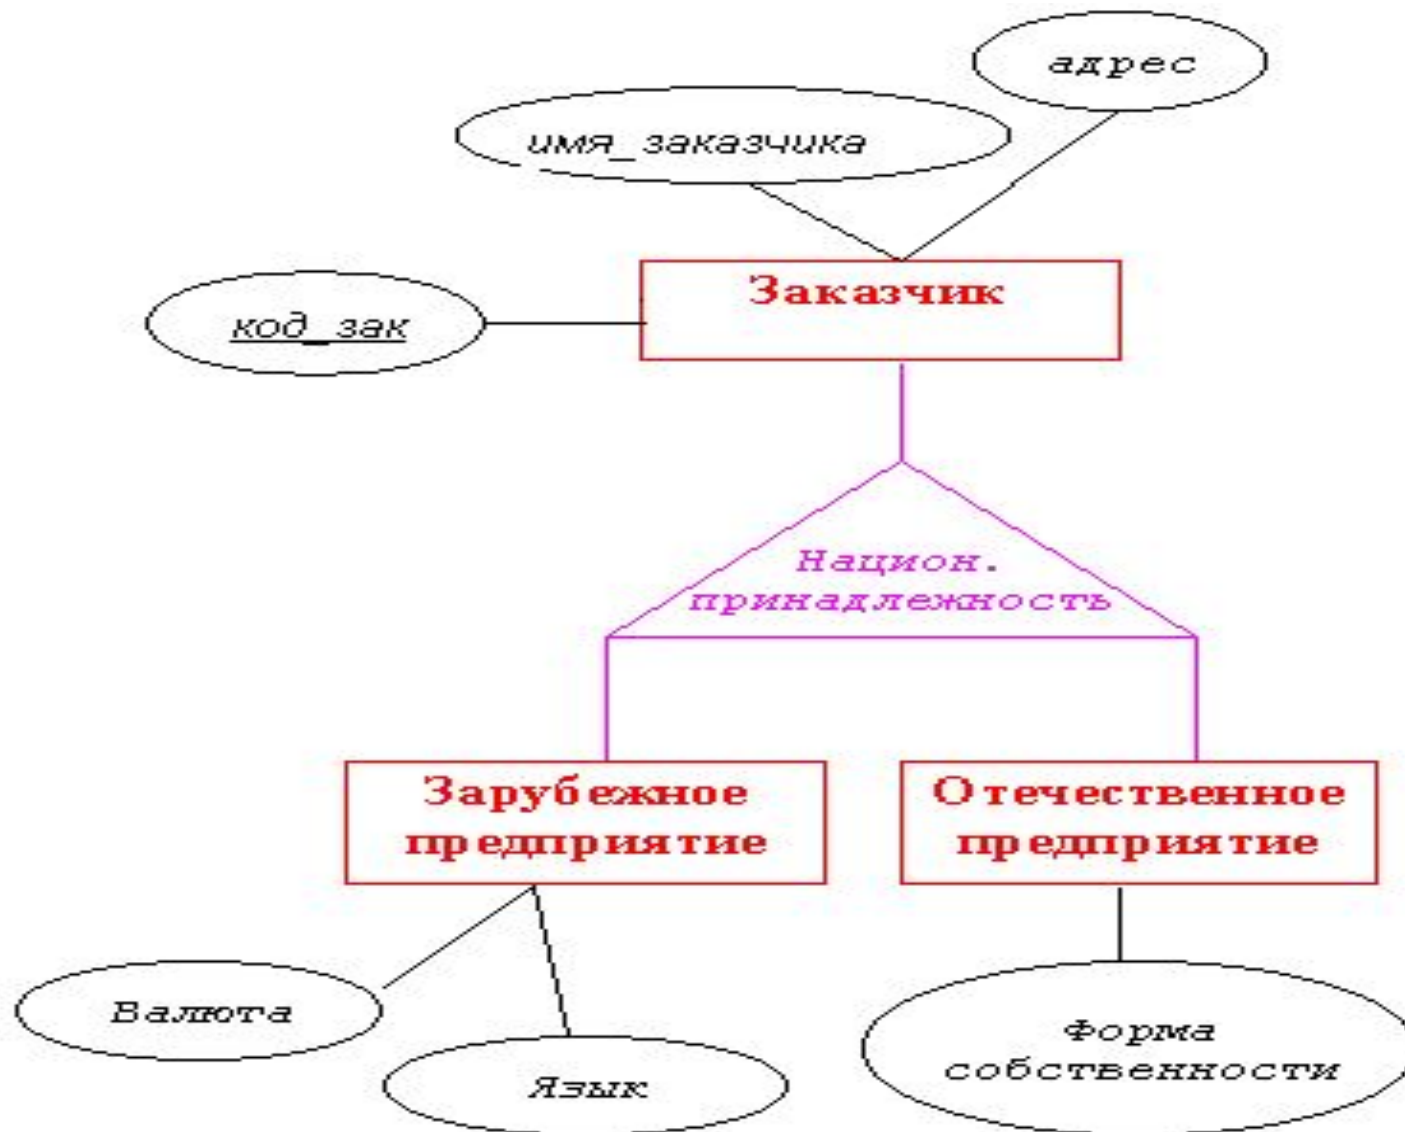 адрес
имя_заказчика
Заказчик
код_зак
Национ.
принадлежность
Зарубежное
предприятие
Отечественное
предприятие
Валюта
Язык
Форма
собственности